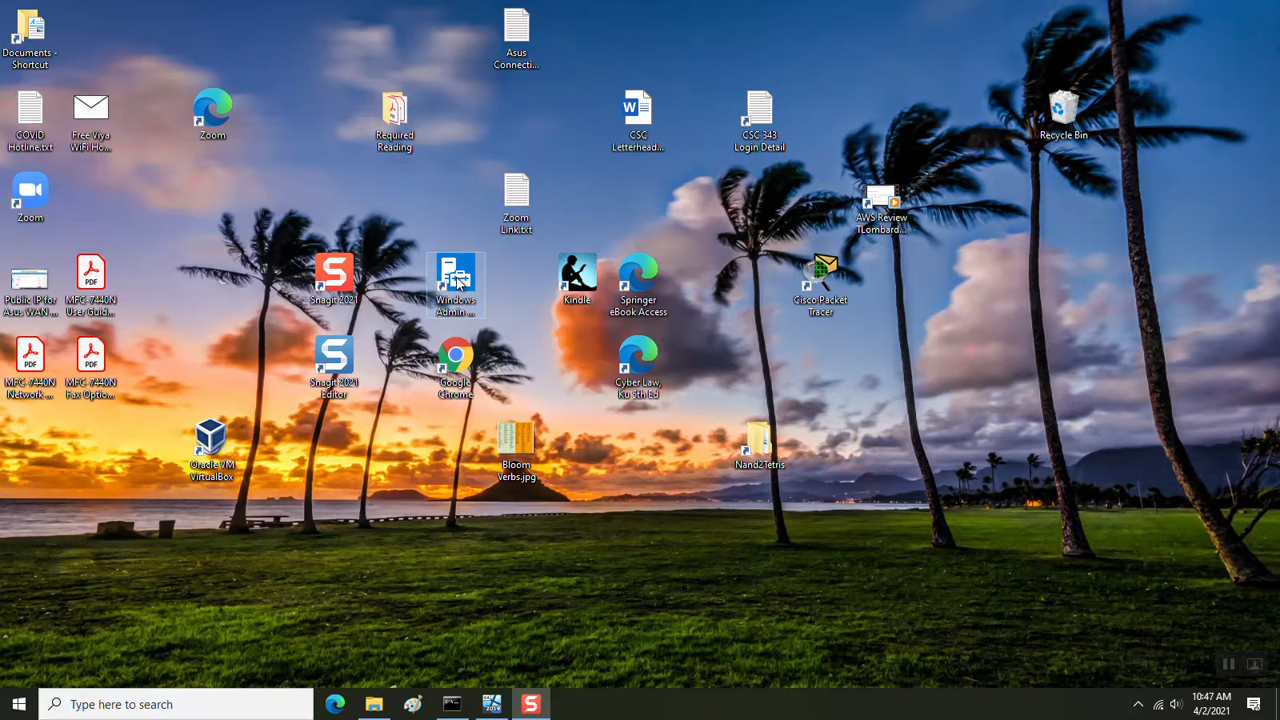 Documents -
Shortcut
Asus
Connecti...
COVID
Hotline.txt
Free Viya
WiFi Ho...
Zoom
Required
Reading
CSC
Letterhead...
CSC 343
Login Detail
Recycle Bin
Zoom
Zoom
Link.txt
AWS Review
TLombard...
Public IP for
Asus WAN ...
MFC-7440N
User Guid...
Snagit 2021
Windows
Admin ...
Kindle
Springer
eBook Access
Cisco Packet
Tracer
MFC-7440N
Network ...
MFC-7440N
Fax Optio...
Snagit 2021
Editor
Google
Chrome
Cyber Law,
Ku 5th Ed
Oracle VM
VirtualBox
Bloom
Verbs.jpg
Nand2Tetris
Type here to search
10:47 AM
4/2/2021